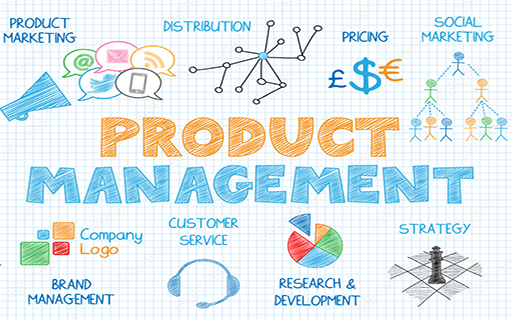 PRODUCT
MARKETING
DISTRIBUTION
PRICING
SOCIAL
MARKETING
@
£$€
PRODUCT
MANAGEMENT
Company
Logo
BRAND
MANAGEMENT
CUSTOMER
SERVICE
RESEARCH &
DEVELOPMENT
STRATEGY